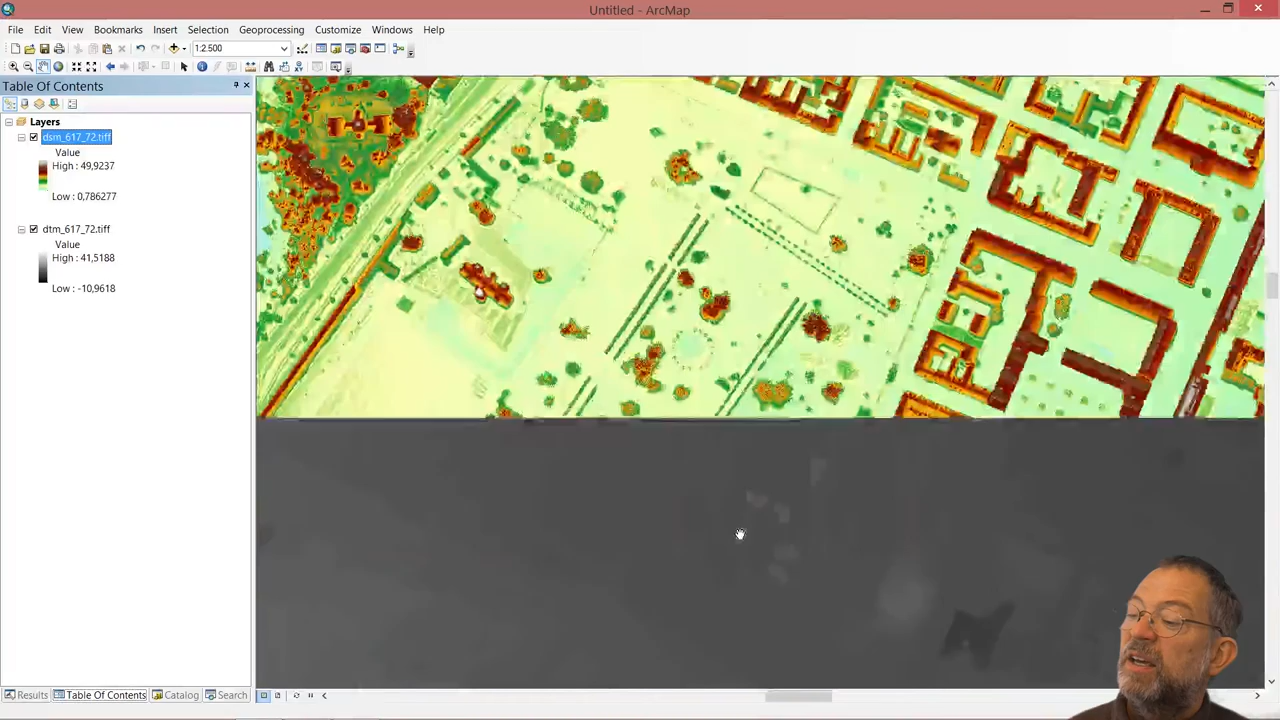 Untitled - ArcMap
File Edit View Bookmarks Insert Selection Geoprocessing Customize Windows Help
1:2.500
Table Of Contents
Layers
dsm_617_72.tiff
Value
High : 49,9237
Low : 0,786277
dtm_617_72.tiff
Value
High : 41,5188
Low : -10,9618
Results Table Of Contents Catalog Search